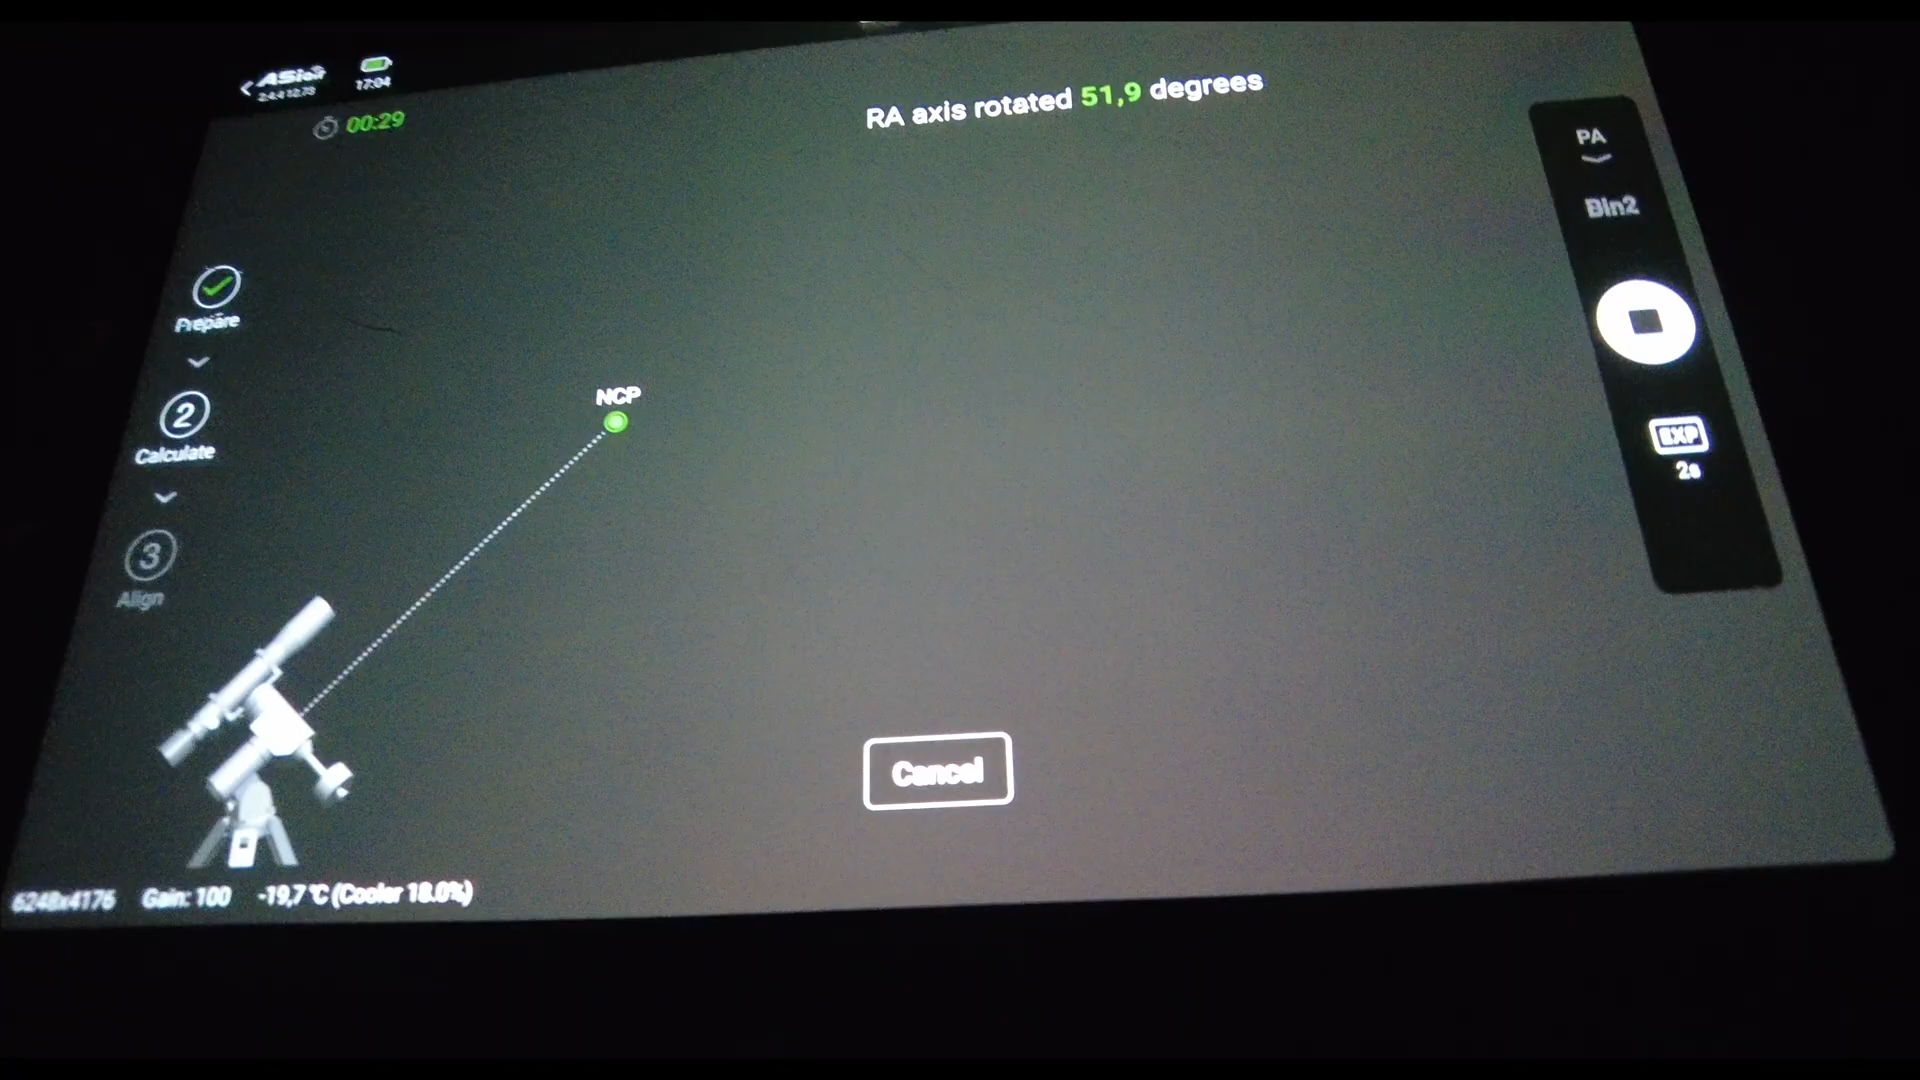 ASIair
17:04
00:29
RA axis rotated 51,9 degrees
PA
Bin2
Prepare
NCP
2
Calculate
EXP
2s
3
Align
Cancel
6248x4176 Gain: 100 -19,7°C (Cooler 18.0%)